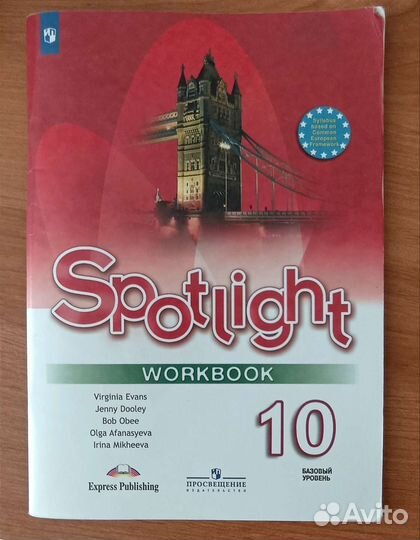 Syllabus
based on
Common
European
Framework
Spotlight
WORKBOOK
Virginia Evans
Jenny Dooley
Bob Obee
Olga Afanasyeva
Irina Mikheeva
10
БАЗОВЫЙ
УРОВЕНЬ
Express Publishing
ПРОСВЕЩЕНИЕ
ИЗДАТЕЛЬСТВО
Avito